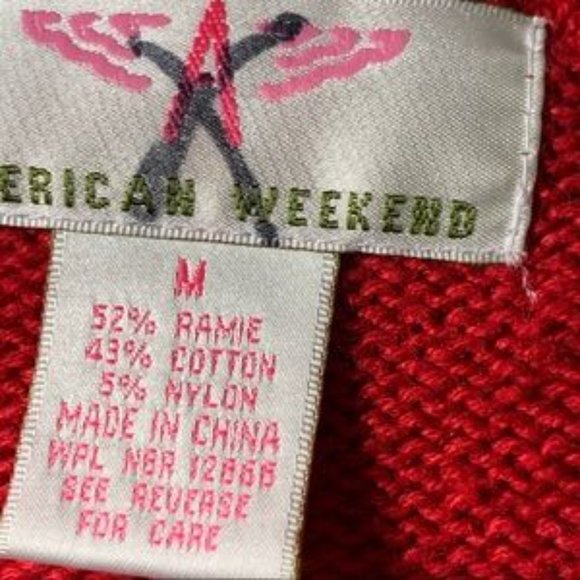 ERICAN WEEKEND
M
52% RAMIE
43% COTTON
5% NYLON
MADE IN CHINA
WPL NBR 12866
SEE REVERSE
FOR CARE